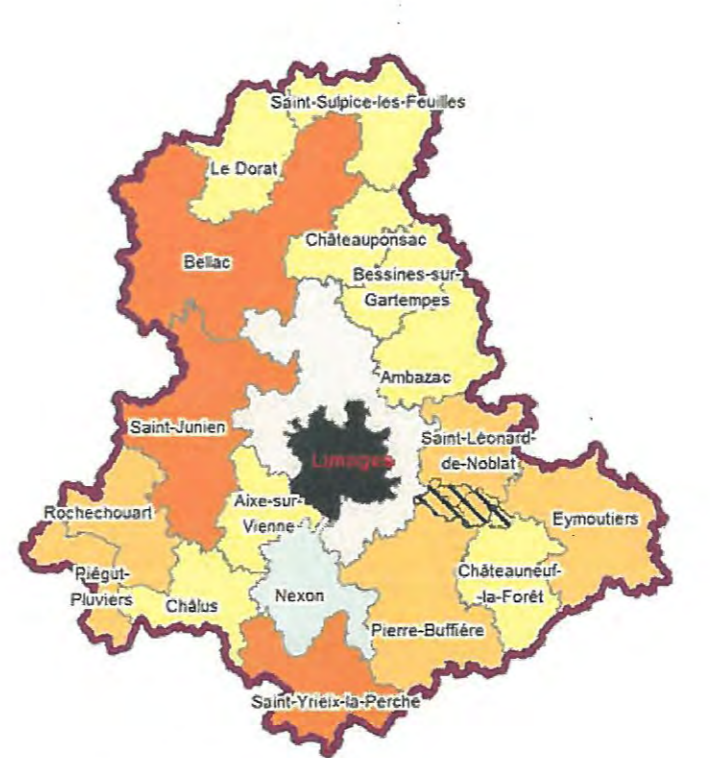 Saint-Sulpice-les-Feuilles
Le Dorat
Châteauponsac
Bellac
Bessines-sur-
Gartempes
Ambazac
Saint-Junien
Saint-Léonard-
de-Noblat
Limoges
Aixe-sur-
Vienne
Rochechouart
Eymoutiers
Piégut-
Pluviers
Châlus
Nexon
Châteauneuf-
-la-Forêt
Pierre-Buffière
Saint-Yrieix-la-Perche